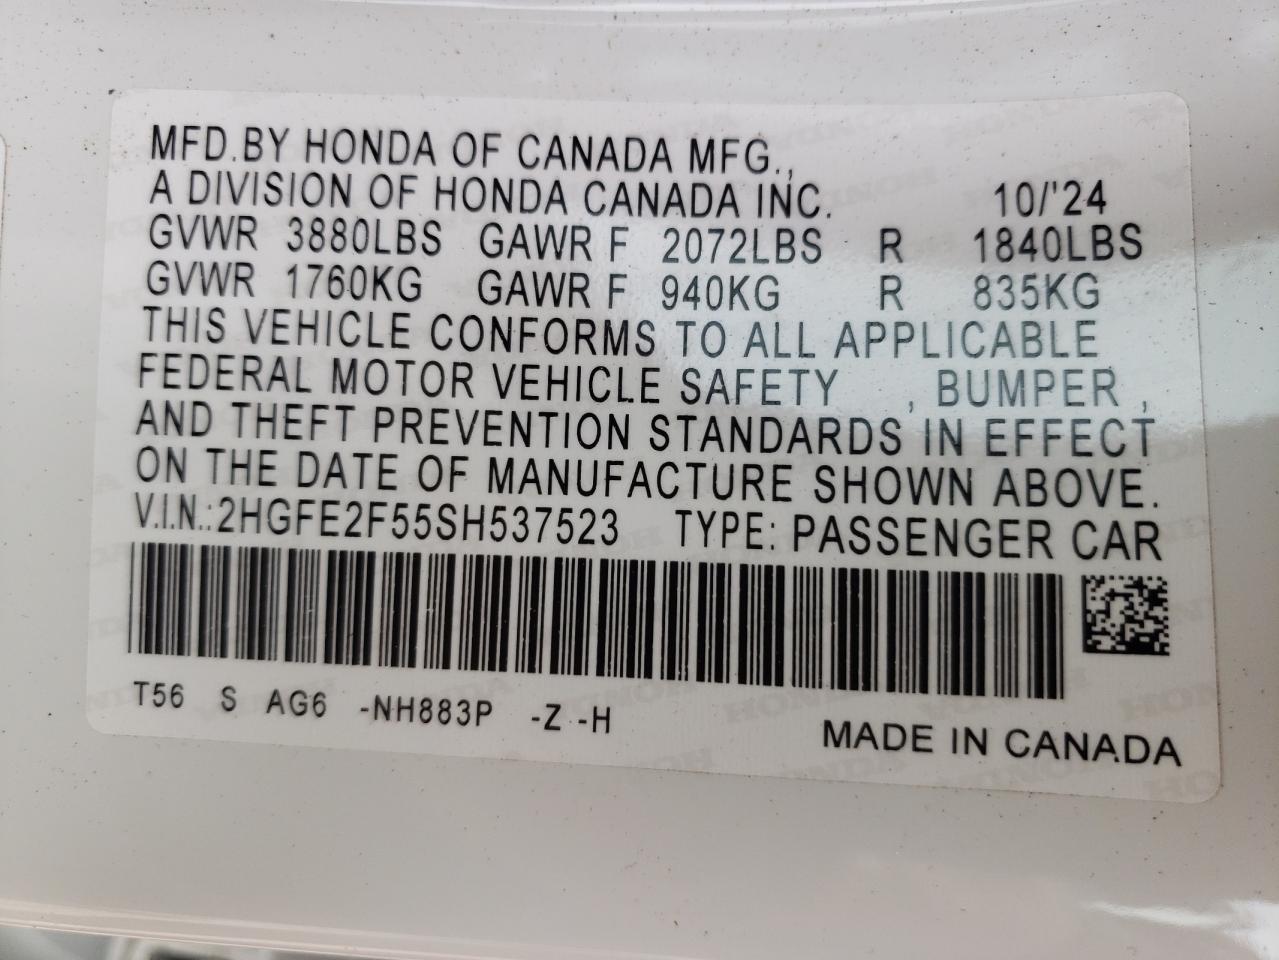 MFD.BY HONDA OF CANADA MFG.,
A DIVISION OF HONDA CANADA INC. 10/'24
GVWR 3880LBS GAWR F 2072LBS R 1840LBS
GVWR 1760KG GAWR F 940KG R 835KG
THIS VEHICLE CONFORMS TO ALL APPLICABLE
FEDERAL MOTOR VEHICLE SAFETY , BUMPER ,
AND THEFT PREVENTION STANDARDS IN EFFECT
ON THE DATE OF MANUFACTURE SHOWN ABOVE.
V.I.N.:2HGFE2F55SH537523 TYPE: PASSENGER CAR
T56 S AG6 -NH883P -Z -H
MADE IN CANADA